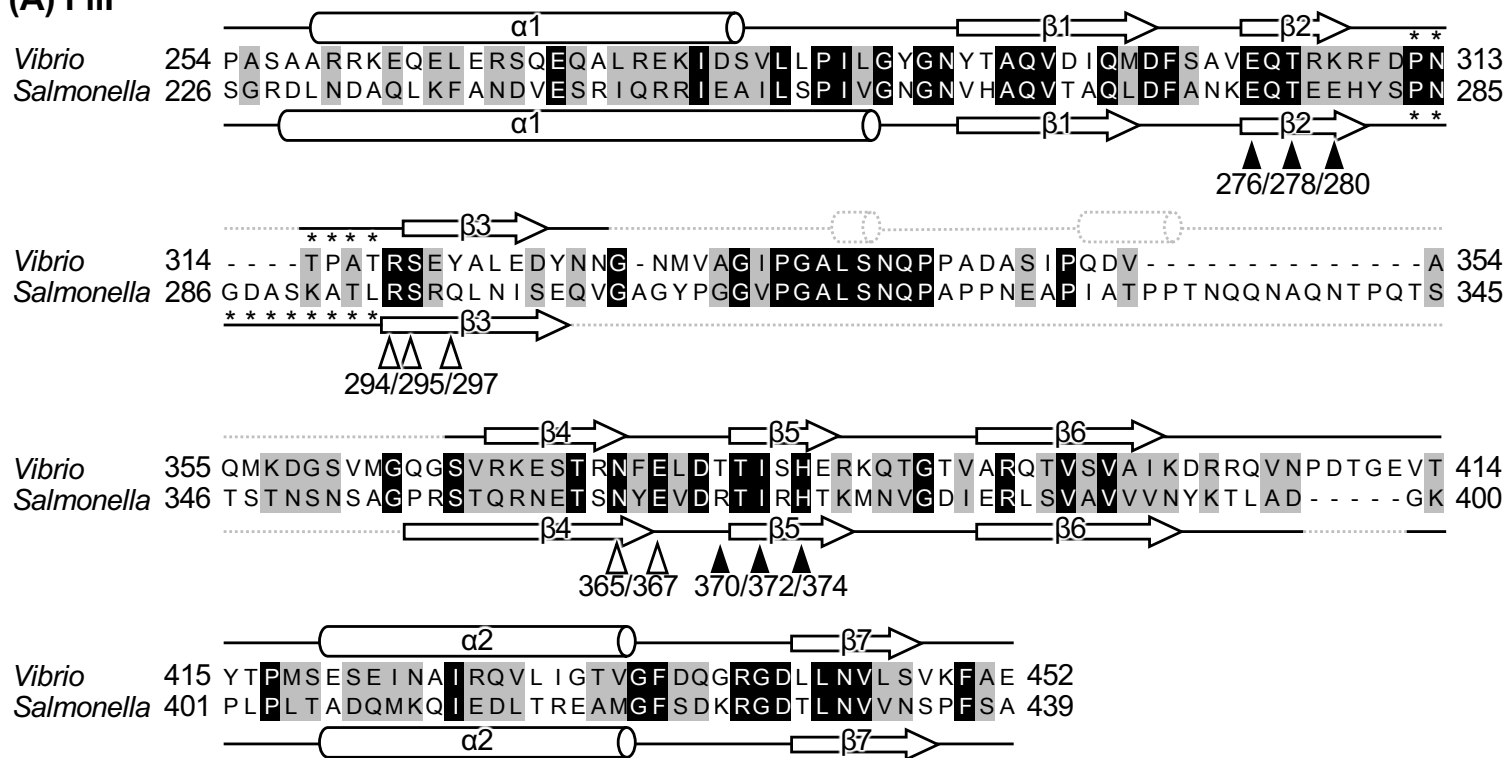 (A)
α1 β1 β2
* *
Vibrio 254 P A S A A R R K E Q E L E R S Q E Q A L R E K I D S V L L P I L G Y G N Y T A Q V D I Q M D F S A V E Q T R K R F D P N 313
Salmonella 226 S G R D L N D A Q L K F A N D V E S R I Q R R I E A I L S P I V G N G N V H A Q V T A Q L D F A N K E Q T E E H Y S P N 285
* *
α1 β1 β2
276/278/280
β3
* * * *
Vibrio 314 - - - - T P A T R S E Y A L E D Y N N G - N M V A G I P G A L S N Q P P A D A S I P Q D V - - - - - - - - - - - - - - A 354
Salmonella 286 G D A S K A T L R S R Q L N I S E Q V G A G Y P G G V P G A L S N Q P A P P N E A P I A T P P T N Q Q N A Q N T P Q T S 345
* * * * * * * *
β3
294/295/297
β4 β5 β6
Vibrio 355 Q M K D G S V M G Q G S V R K E S T R N F E L D T T I S H E R K Q T G T V A R Q T V S V A I K D R R Q V N P D T G E V T 414
Salmonella 346 T S T N S N S A G P R S T Q R N E T S N Y E V D R T I R H T K M N V G D I E R L S V A V V V N Y K T L A D - - - - - G K 400
β4 β5 β6
365/367 370/372/374
α2 β7
Vibrio 415 Y T P M S E S E I N A I R Q V L I G T V G F D Q G R G D L L N V L S V K F A E 452
Salmonella 401 P L P L T A D Q M K Q I E D L T R E A M G F S D K R G D T L N V V N S P F S A 439
α2 β7